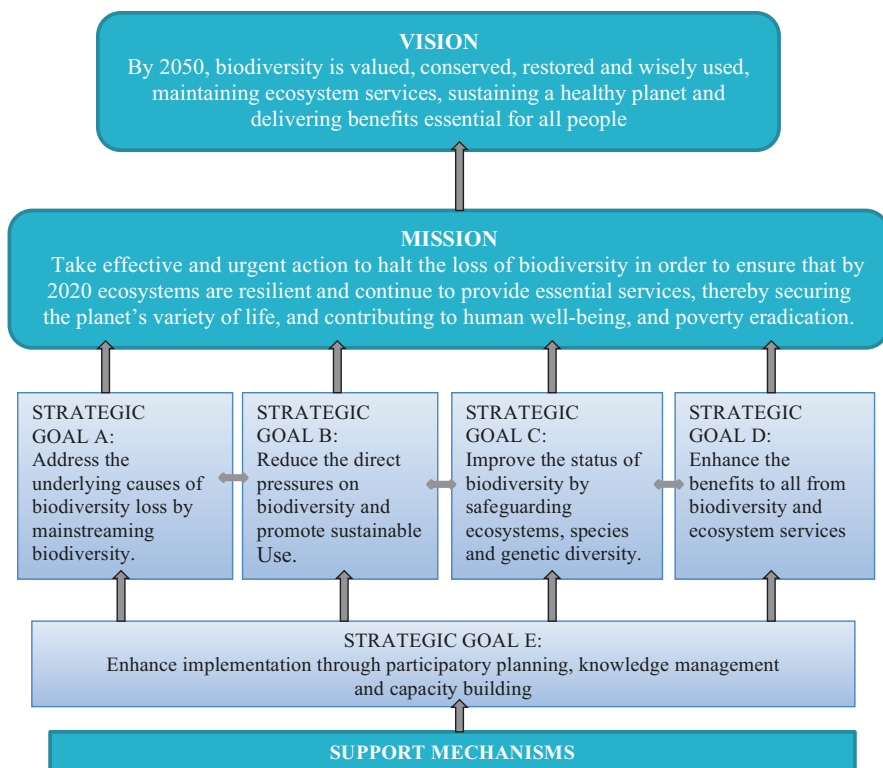 VISION
By 2050, biodiversity is valued, conserved, restored and wisely used,
maintaining ecosystem services, sustaining a healthy planet and
delivering benefits essential for all people
MISSION
Take effective and urgent action to halt the loss of biodiversity in order to ensure that by
2020 ecosystems are resilient and continue to provide essential services, thereby securing
the planet’s variety of life, and contributing to human well-being, and poverty eradication.
STRATEGIC
GOAL A:
Address the
underlying causes of
biodiversity loss by
mainstreaming
biodiversity.
STRATEGIC
GOAL B:
Reduce the direct
pressures on
biodiversity and
promote sustainable
Use.
STRATEGIC
GOAL C:
Improve the status of
biodiversity by
safeguarding
ecosystems, species
and genetic diversity.
STRATEGIC
GOAL D:
Enhance the
benefits to all from
biodiversity and
ecosystem services
STRATEGIC GOAL E:
Enhance implementation through participatory planning, knowledge management
and capacity building
SUPPORT MECHANISMS